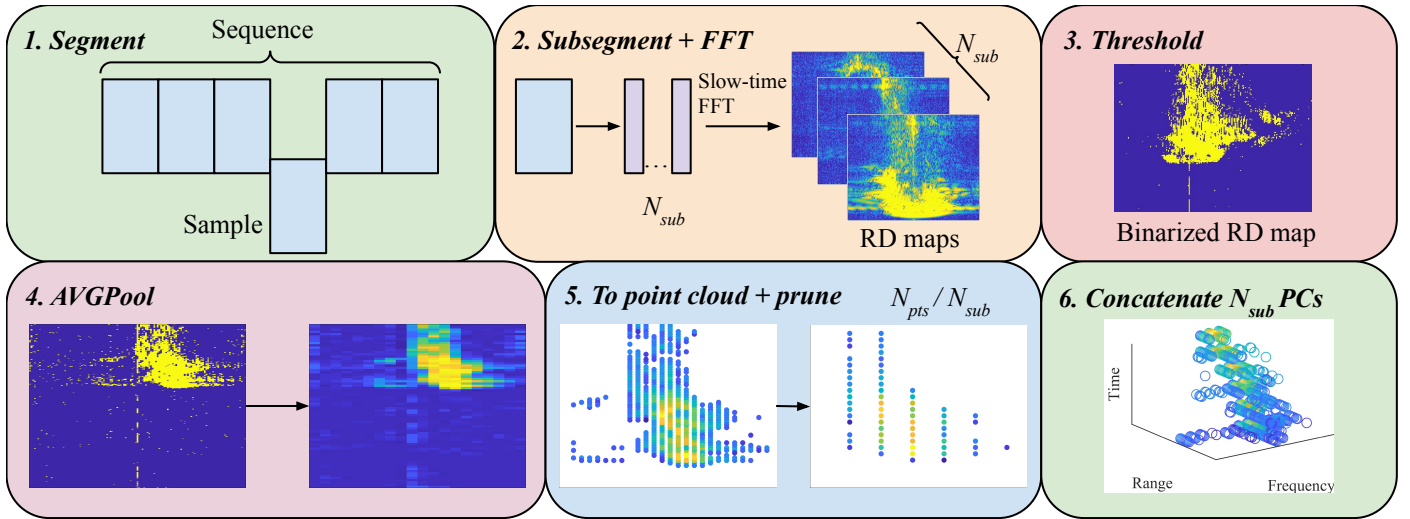 1. Segment
Sequence
Sample
2. Subsegment + FFT
N_sub
Slow-time
FFT
...
N_sub
RD maps
3. Threshold
Binarized RD map
4. AVGPool
5. To point cloud + prune
N_pts / N_sub
6. Concatenate N_sub PCs
Time
Range
Frequency